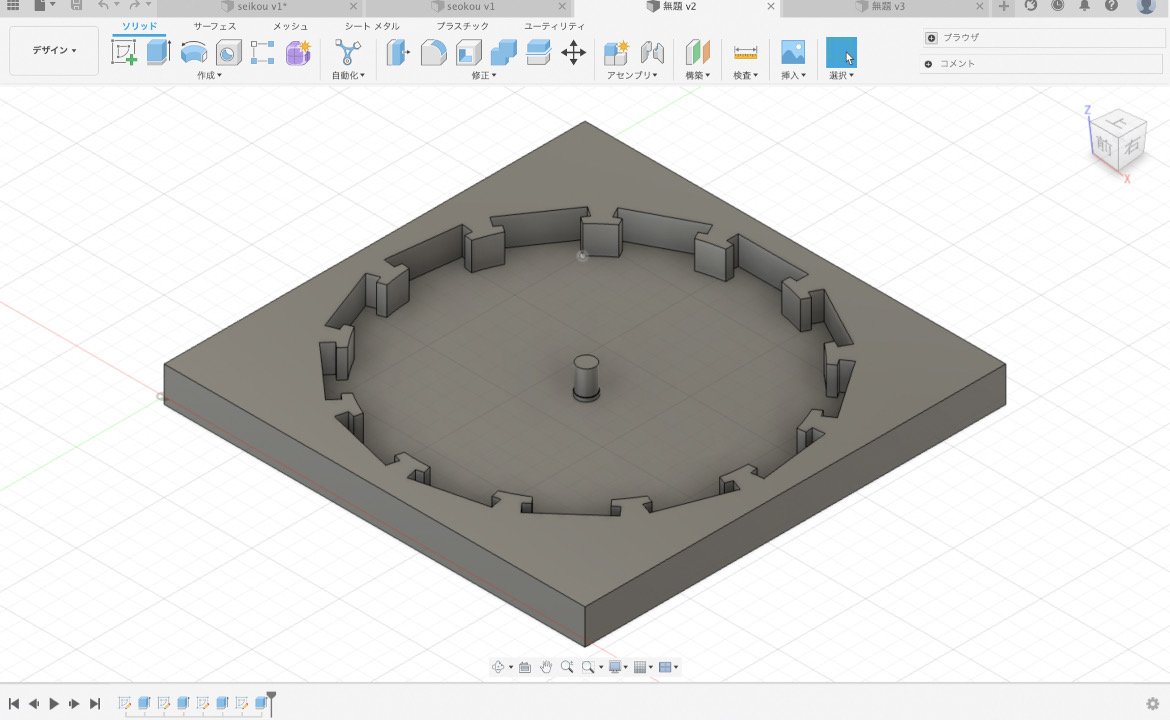 seikou v1*
seokou v1
無題 v2
無題 v3
ソリッド
サーフェス
メッシュ
シート メタル
プラスチック
ユーティリティ
デザイン
作成
自動化
修正
アセンブリ
構築
検査
挿入
選択
ブラウザ
コメント
Z
上
前
右
X